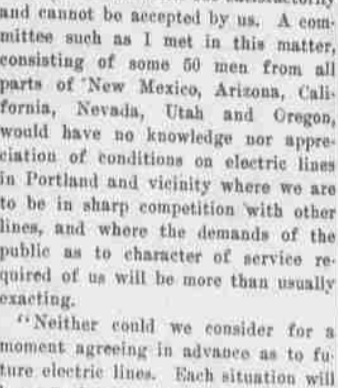 and cannot be accepted by us. A com-
mittee such as I met in this matter,
consisting of some 50 men from all
parts of New Mexico, Arizona, Cali-
fornia, Nevada, Utah and Oregon,
would have no knowledge nor appre-
ciation of conditions on electric lines
in Portland and vicinity where we are
to be in sharp competition with other
lines, and where the demands of the
public as to character of service re-
quired of us will be more than usually
exacting.
"Neither could we consider for a
moment agreeing in advance as to fu-
ture electric lines. Each situation will